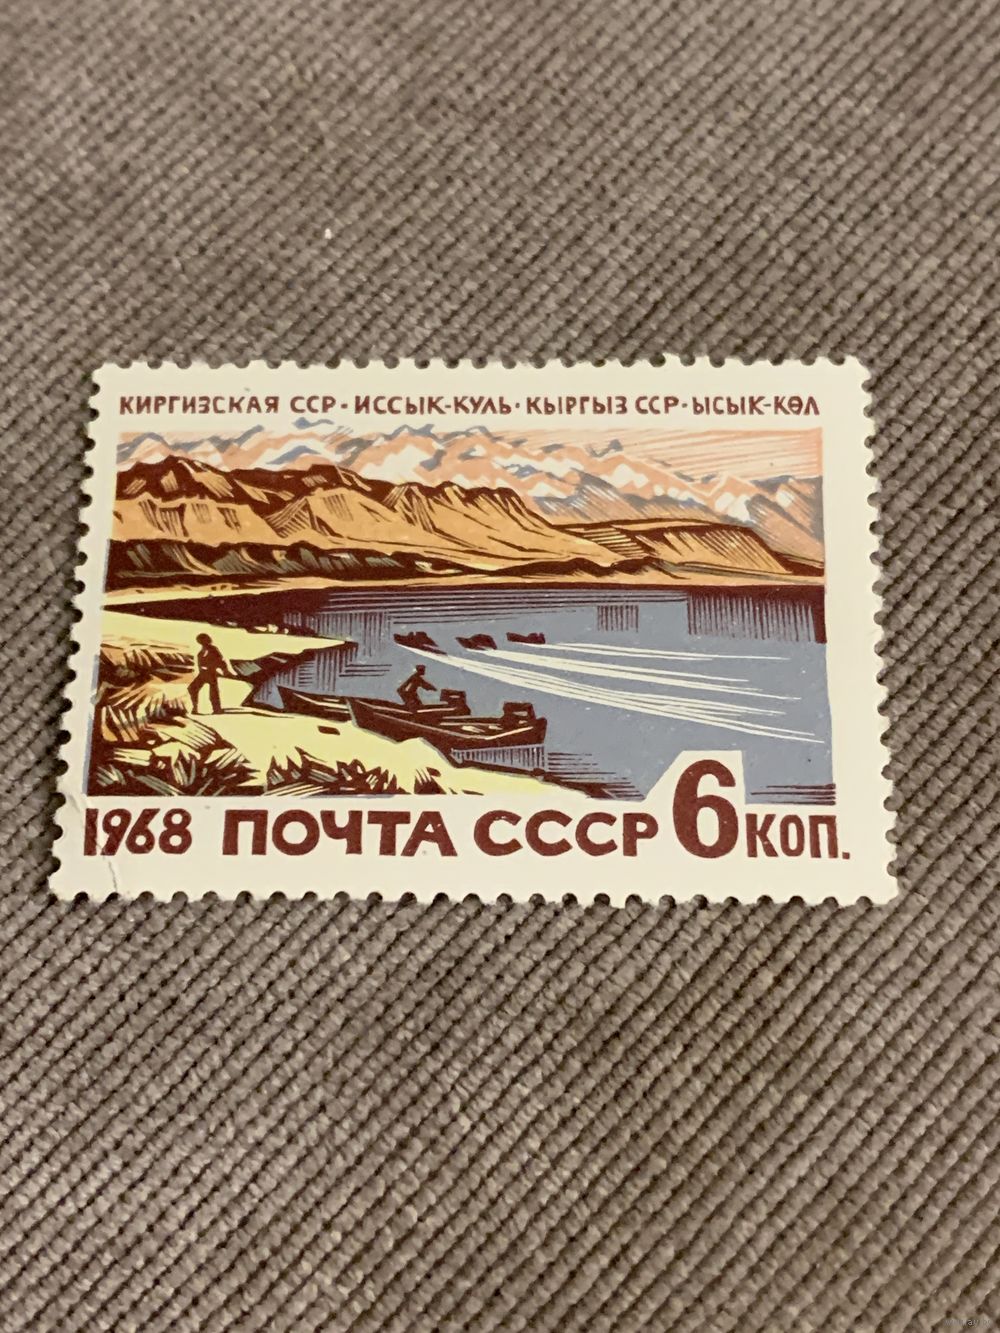 КИРГИЗСКАЯ ССР·ИССЫК-КУЛЬ·КЫРГЫЗ ССР·ЫСЫК-КӨЛ
1968 ПОЧТА СССР 6 КОП.